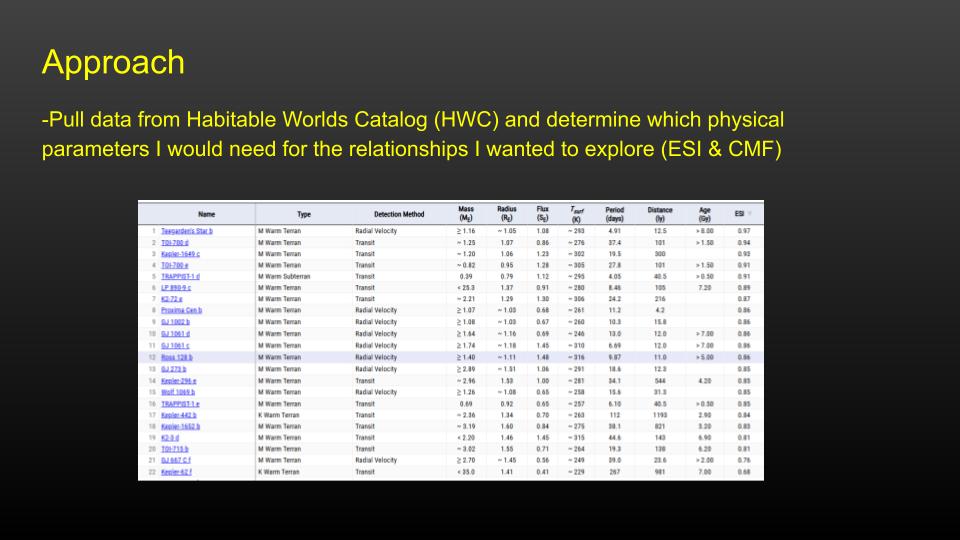 Approach
-Pull data from Habitable Worlds Catalog (HWC) and determine which physical
parameters I would need for the relationships I wanted to explore (ESI & CMF)
Name Type Detection Method Mass (M_E) Radius (R_E) Flux (S_E) T_surf (K) Period (days) Distance (ly) Age (Gy) ESI
1 Teegarden's Star b M Warm Terran Radial Velocity ≥ 1.16 ~ 1.05 1.08 ~ 293 4.91 12.5 > 8.00 0.97
2 TOI-700 d M Warm Terran Transit ~ 1.25 1.07 0.86 ~ 276 37.4 101 > 1.50 0.94
3 Kepler-1649 c M Warm Terran Transit ~ 1.20 1.06 1.23 ~ 302 19.5 300 0.93
4 TOI-700 e M Warm Terran Transit ~ 0.82 0.95 1.28 ~ 305 27.8 101 > 1.50 0.91
5 TRAPPIST-1 d M Warm Subterran Transit 0.39 0.79 1.12 ~ 295 4.05 40.5 > 0.50 0.91
6 LP 890-9 c M Warm Terran Transit < 25.3 1.37 0.91 ~ 280 8.46 105 7.20 0.89
7 K2-72 e M Warm Terran Transit ~ 2.21 1.29 1.30 ~ 306 24.2 216 0.87
8 Proxima Cen b M Warm Terran Radial Velocity ≥ 1.07 ~ 1.03 0.68 ~ 261 11.2 4.2 0.86
9 GJ 1002 b M Warm Terran Radial Velocity ≥ 1.08 ~ 1.03 0.67 ~ 260 10.3 15.8 0.86
10 GJ 1061 d M Warm Terran Radial Velocity ≥ 1.64 ~ 1.16 0.69 ~ 246 13.0 12.0 > 7.00 0.86
11 GJ 1061 c M Warm Terran Radial Velocity ≥ 1.74 ~ 1.18 1.45 ~ 310 6.69 12.0 > 7.00 0.86
12 Ross 128 b M Warm Terran Radial Velocity ≥ 1.40 ~ 1.11 1.48 ~ 316 9.87 11.0 > 5.00 0.86
13 GJ 273 b M Warm Terran Radial Velocity ≥ 2.89 ~ 1.51 1.06 ~ 291 18.6 12.3 0.85
14 Kepler-296 e M Warm Terran Transit ~ 2.96 1.53 1.00 ~ 281 34.1 544 4.20 0.85
15 Wolf 1069 b M Warm Terran Radial Velocity ≥ 1.26 ~ 1.08 0.65 ~ 258 15.6 31.3 0.85
16 TRAPPIST-1 e M Warm Terran Transit 0.69 0.92 0.65 ~ 257 6.10 40.5 > 0.50 0.85
17 Kepler-442 b K Warm Terran Transit ~ 2.36 1.34 0.70 ~ 263 112 1193 2.90 0.84
18 Kepler-1652 b M Warm Terran Transit ~ 3.19 1.60 0.84 ~ 275 38.1 821 3.20 0.83
19 K2-3 d M Warm Terran Transit < 2.20 1.46 1.45 ~ 315 44.6 143 6.90 0.81
20 TOI-715 b M Warm Terran Transit ~ 3.02 1.55 0.71 ~ 264 19.3 138 6.20 0.81
21 GJ 667 C f M Warm Terran Radial Velocity ≥ 2.70 ~ 1.45 0.56 ~ 249 39.0 23.6 > 2.00 0.76
22 Kepler-62 f K Warm Terran Transit < 35.0 1.41 0.41 ~ 229 267 981 7.00 0.68